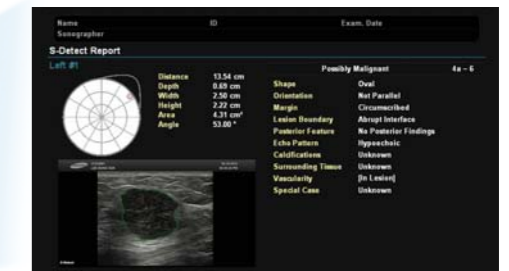 Name ID Exam. Date
Sonographer
S-Detect Report
Left #1
Distance 13.54 cm
Depth 0.69 cm
Width 2.50 cm
Height 2.22 cm
Area 4.31 cm²
Angle 53.00 °
Possibly Malignant 4a ~ 6
Shape Oval
Orientation Not Parallel
Margin Circumscribed
Lesion Boundary Abrupt Interface
Posterior Feature No Posterior Findings
Echo Pattern Hypoechoic
Calcifications Unknown
Surrounding Tissue Unknown
Vascularity [In Lesion]
Special Case Unknown